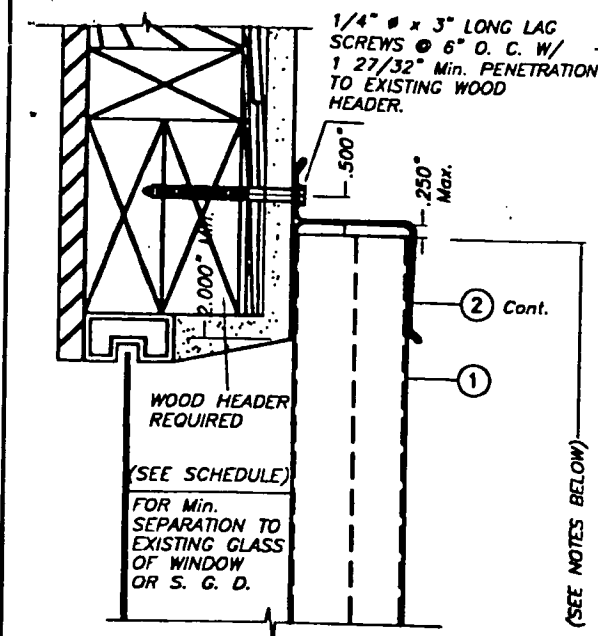 1/4" ø x 3" LONG LAG
SCREWS @ 6" O. C. W/
1 27/32" Min. PENETRATION
TO EXISTING WOOD
HEADER.
.500"
.250"
Max.
2.000" Min.
2 Cont.
1
WOOD HEADER
REQUIRED
(SEE SCHEDULE)
FOR Min.
SEPARATION TO
EXISTING GLASS
OF WINDOW
OR S. G. D.
(SEE NOTES BELOW)